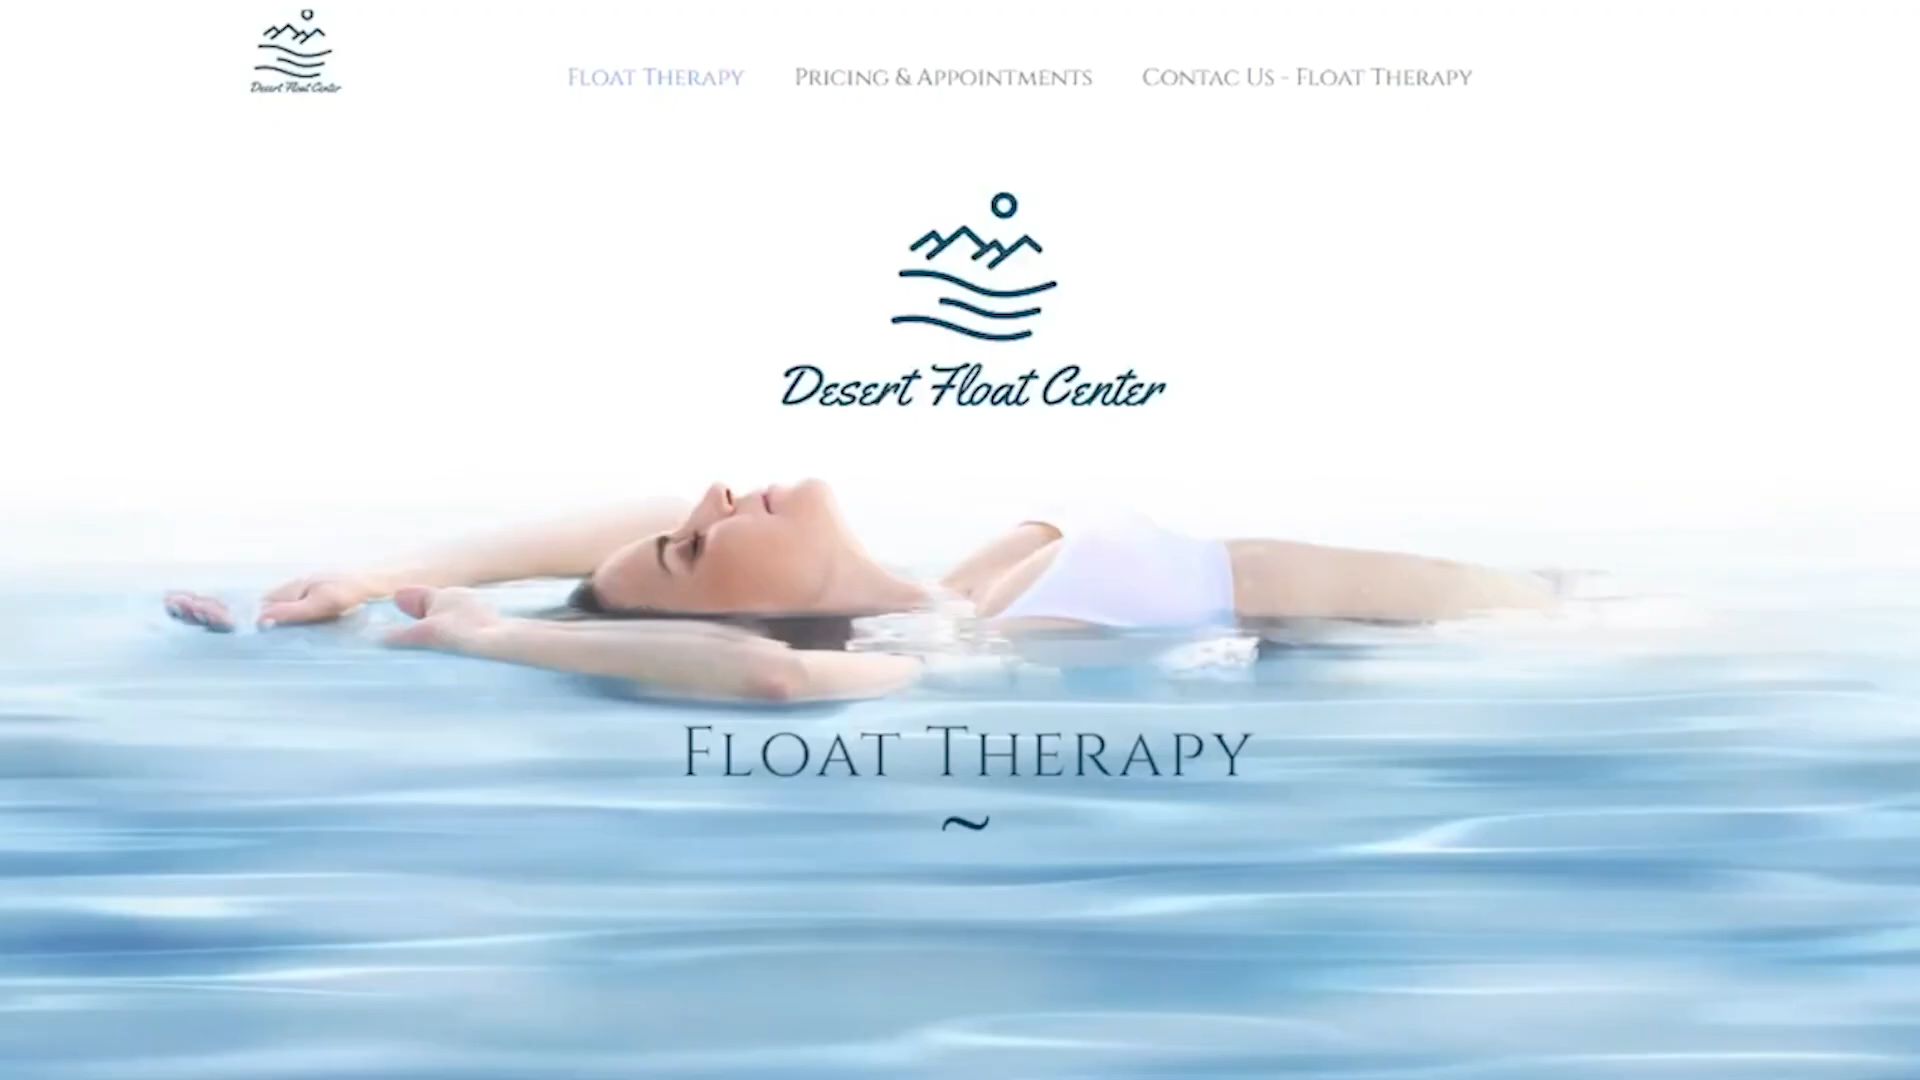 Desert Float Center
FLOAT THERAPY
PRICING & APPOINTMENTS
CONTAC US - FLOAT THERAPY
Desert Float Center
FLOAT THERAPY
~